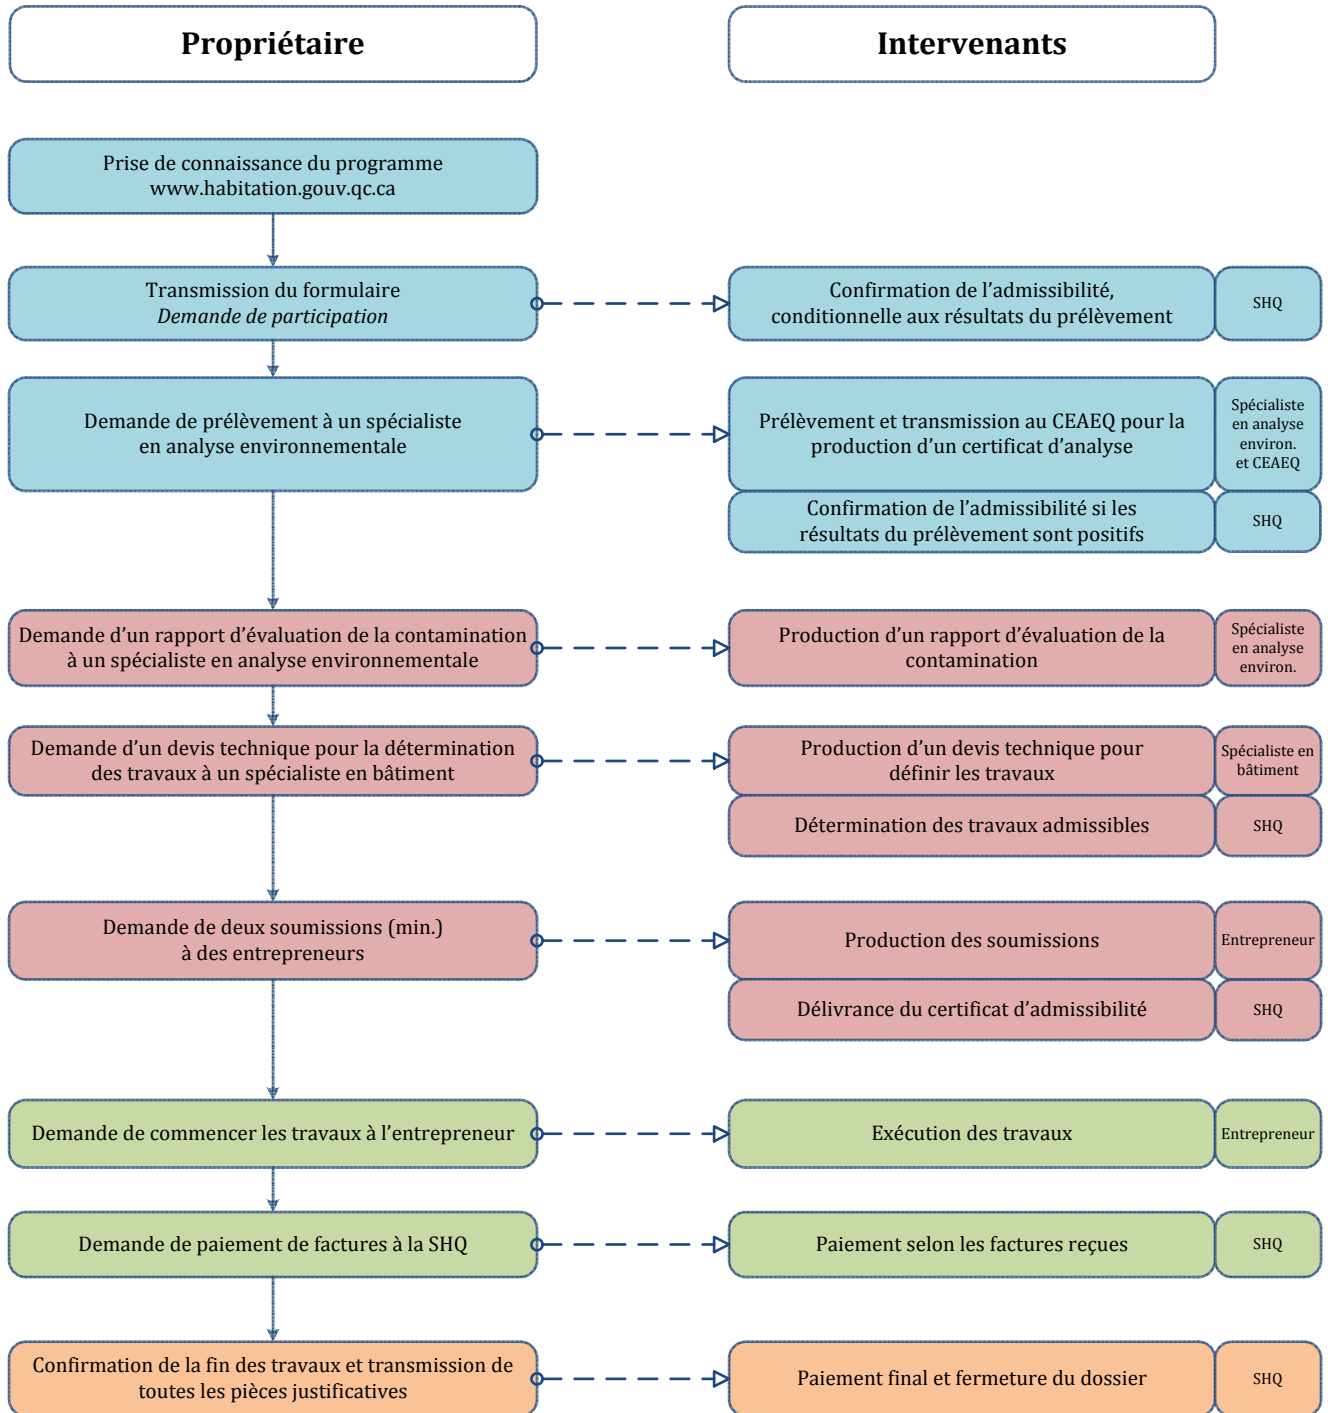 Propriétaire
Intervenants
Prise de connaissance du programme
www.habitation.gouv.qc.ca
Transmission du formulaire
Demande de participation
Confirmation de l’admissibilité,
conditionnelle aux résultats du prélèvement
SHQ
Demande de prélèvement à un spécialiste
en analyse environnementale
Prélèvement et transmission au CEAEQ pour la
production d’un certificat d’analyse
Spécialiste
en analyse
environ.
et CEAEQ
Confirmation de l’admissibilité si les
résultats du prélèvement sont positifs
SHQ
Demande d’un rapport d’évaluation de la contamination
à un spécialiste en analyse environnementale
Production d’un rapport d’évaluation de la
contamination
Spécialiste
en analyse
environ.
Demande d’un devis technique pour la détermination
des travaux à un spécialiste en bâtiment
Production d’un devis technique pour
définir les travaux
Spécialiste en
bâtiment
Détermination des travaux admissibles
SHQ
Demande de deux soumissions (min.)
à des entrepreneurs
Production des soumissions
Entrepreneur
Délivrance du certificat d’admissibilité
SHQ
Demande de commencer les travaux à l’entrepreneur
Exécution des travaux
Entrepreneur
Demande de paiement de factures à la SHQ
Paiement selon les factures reçues
SHQ
Confirmation de la fin des travaux et transmission de
toutes les pièces justificatives
Paiement final et fermeture du dossier
SHQ